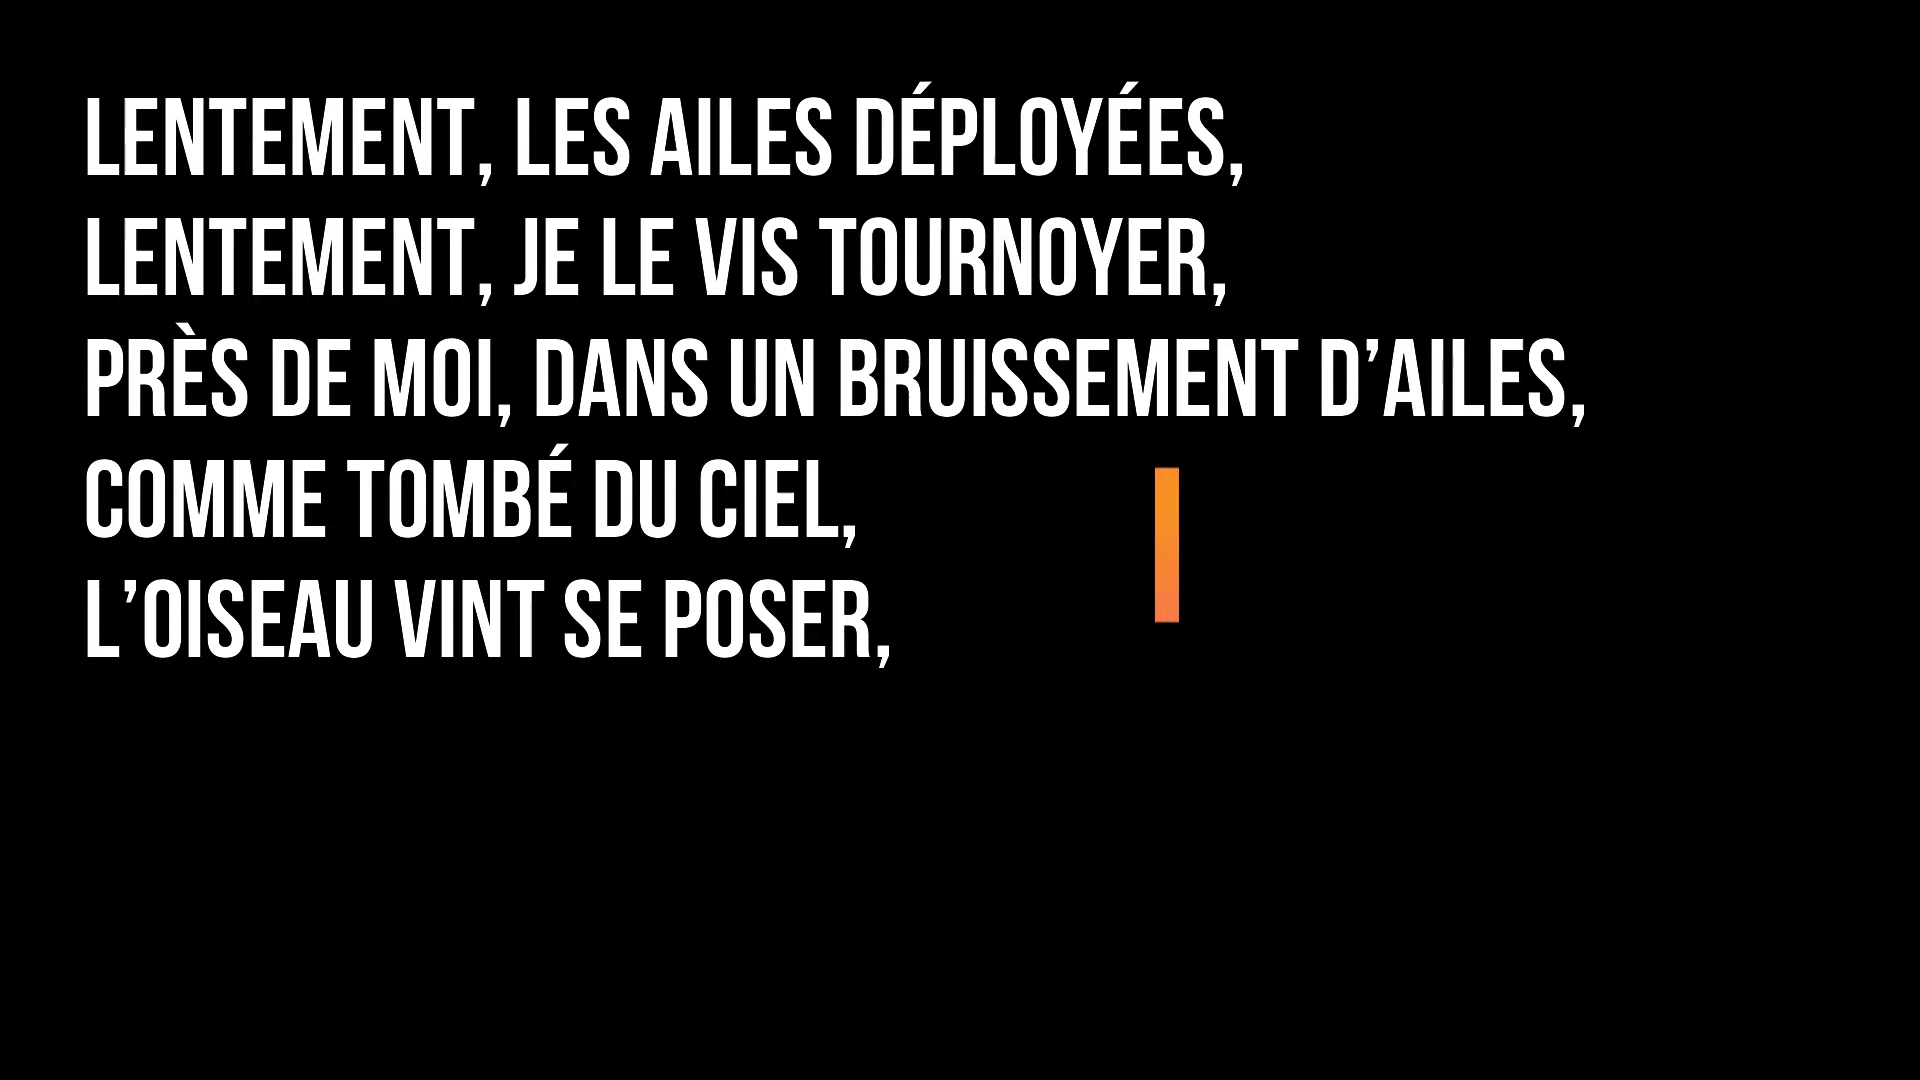 LENTEMENT, LES AILES DÉPLOYÉES,
LENTEMENT, JE LE VIS TOURNOYER,
PRÈS DE MOI, DANS UN BRUISSEMENT D’AILES,
COMME TOMBÉ DU CIEL,
L’OISEAU VINT SE POSER,